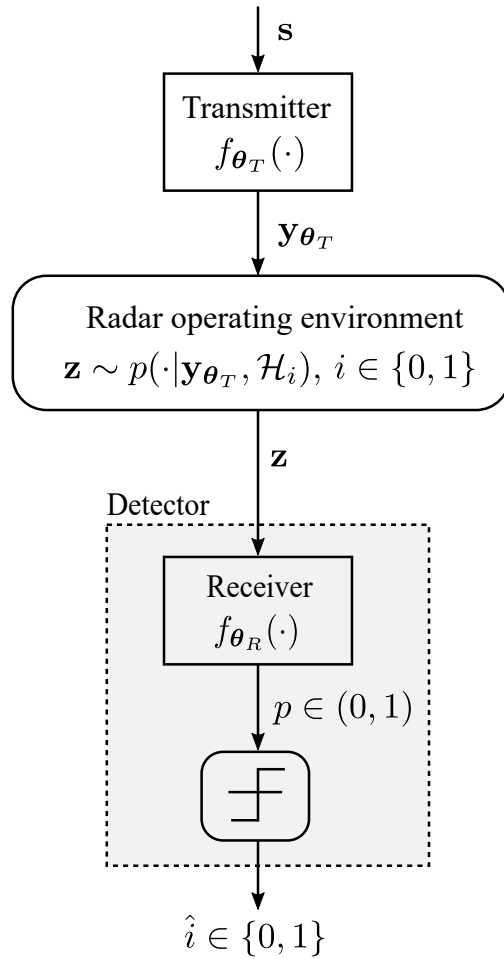 s
Transmitter
f_{θ_T}(·)
y_{θ_T}
Radar operating environment
z ∼ p(·|y_{θ_T}, ℋ_i), i ∈ {0, 1}
z
Detector
Receiver
f_{θ_R}(·)
p ∈ (0, 1)
î ∈ {0, 1}